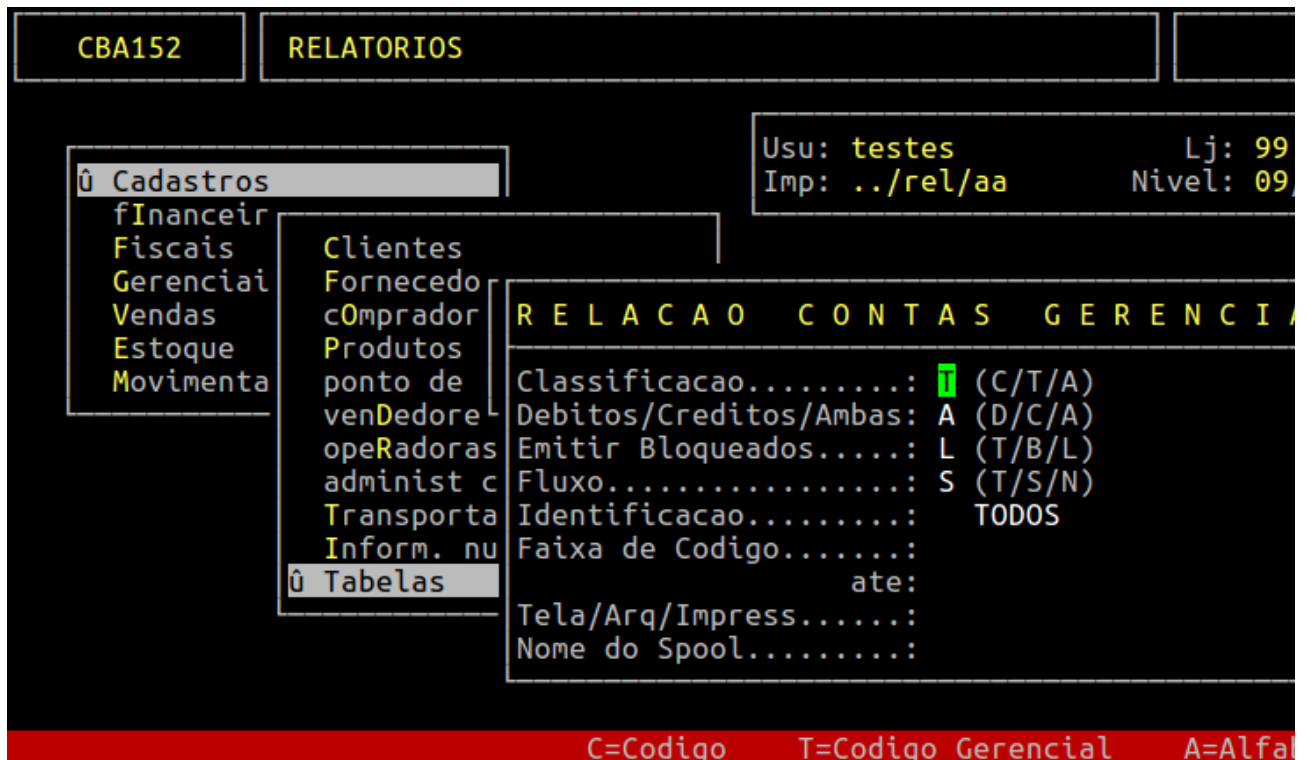 CBA152 RELATORIOS
Usu: testes Lj: 99
Imp: ../rel/aa Nivel: 09/
û Cadastros
fInanceir
Fiscais
Gerenciai
Vendas
Estoque
Movimenta
Clientes
Fornecedo
cOmprador
Produtos
ponto de
venDedore
opeRadoras
administ c
Transporta
Inform. nu
û Tabelas
R E L A C A O C O N T A S G E R E N C I A
Classificacao.........: T (C/T/A)
Debitos/Creditos/Ambas: A (D/C/A)
Emitir Bloqueados.....: L (T/B/L)
Fluxo.................: S (T/S/N)
Identificacao.........: TODOS
Faixa de Codigo.......:
ate:
Tela/Arq/Impress......:
Nome do Spool.........:
C=Codigo T=Codigo Gerencial A=Alfab